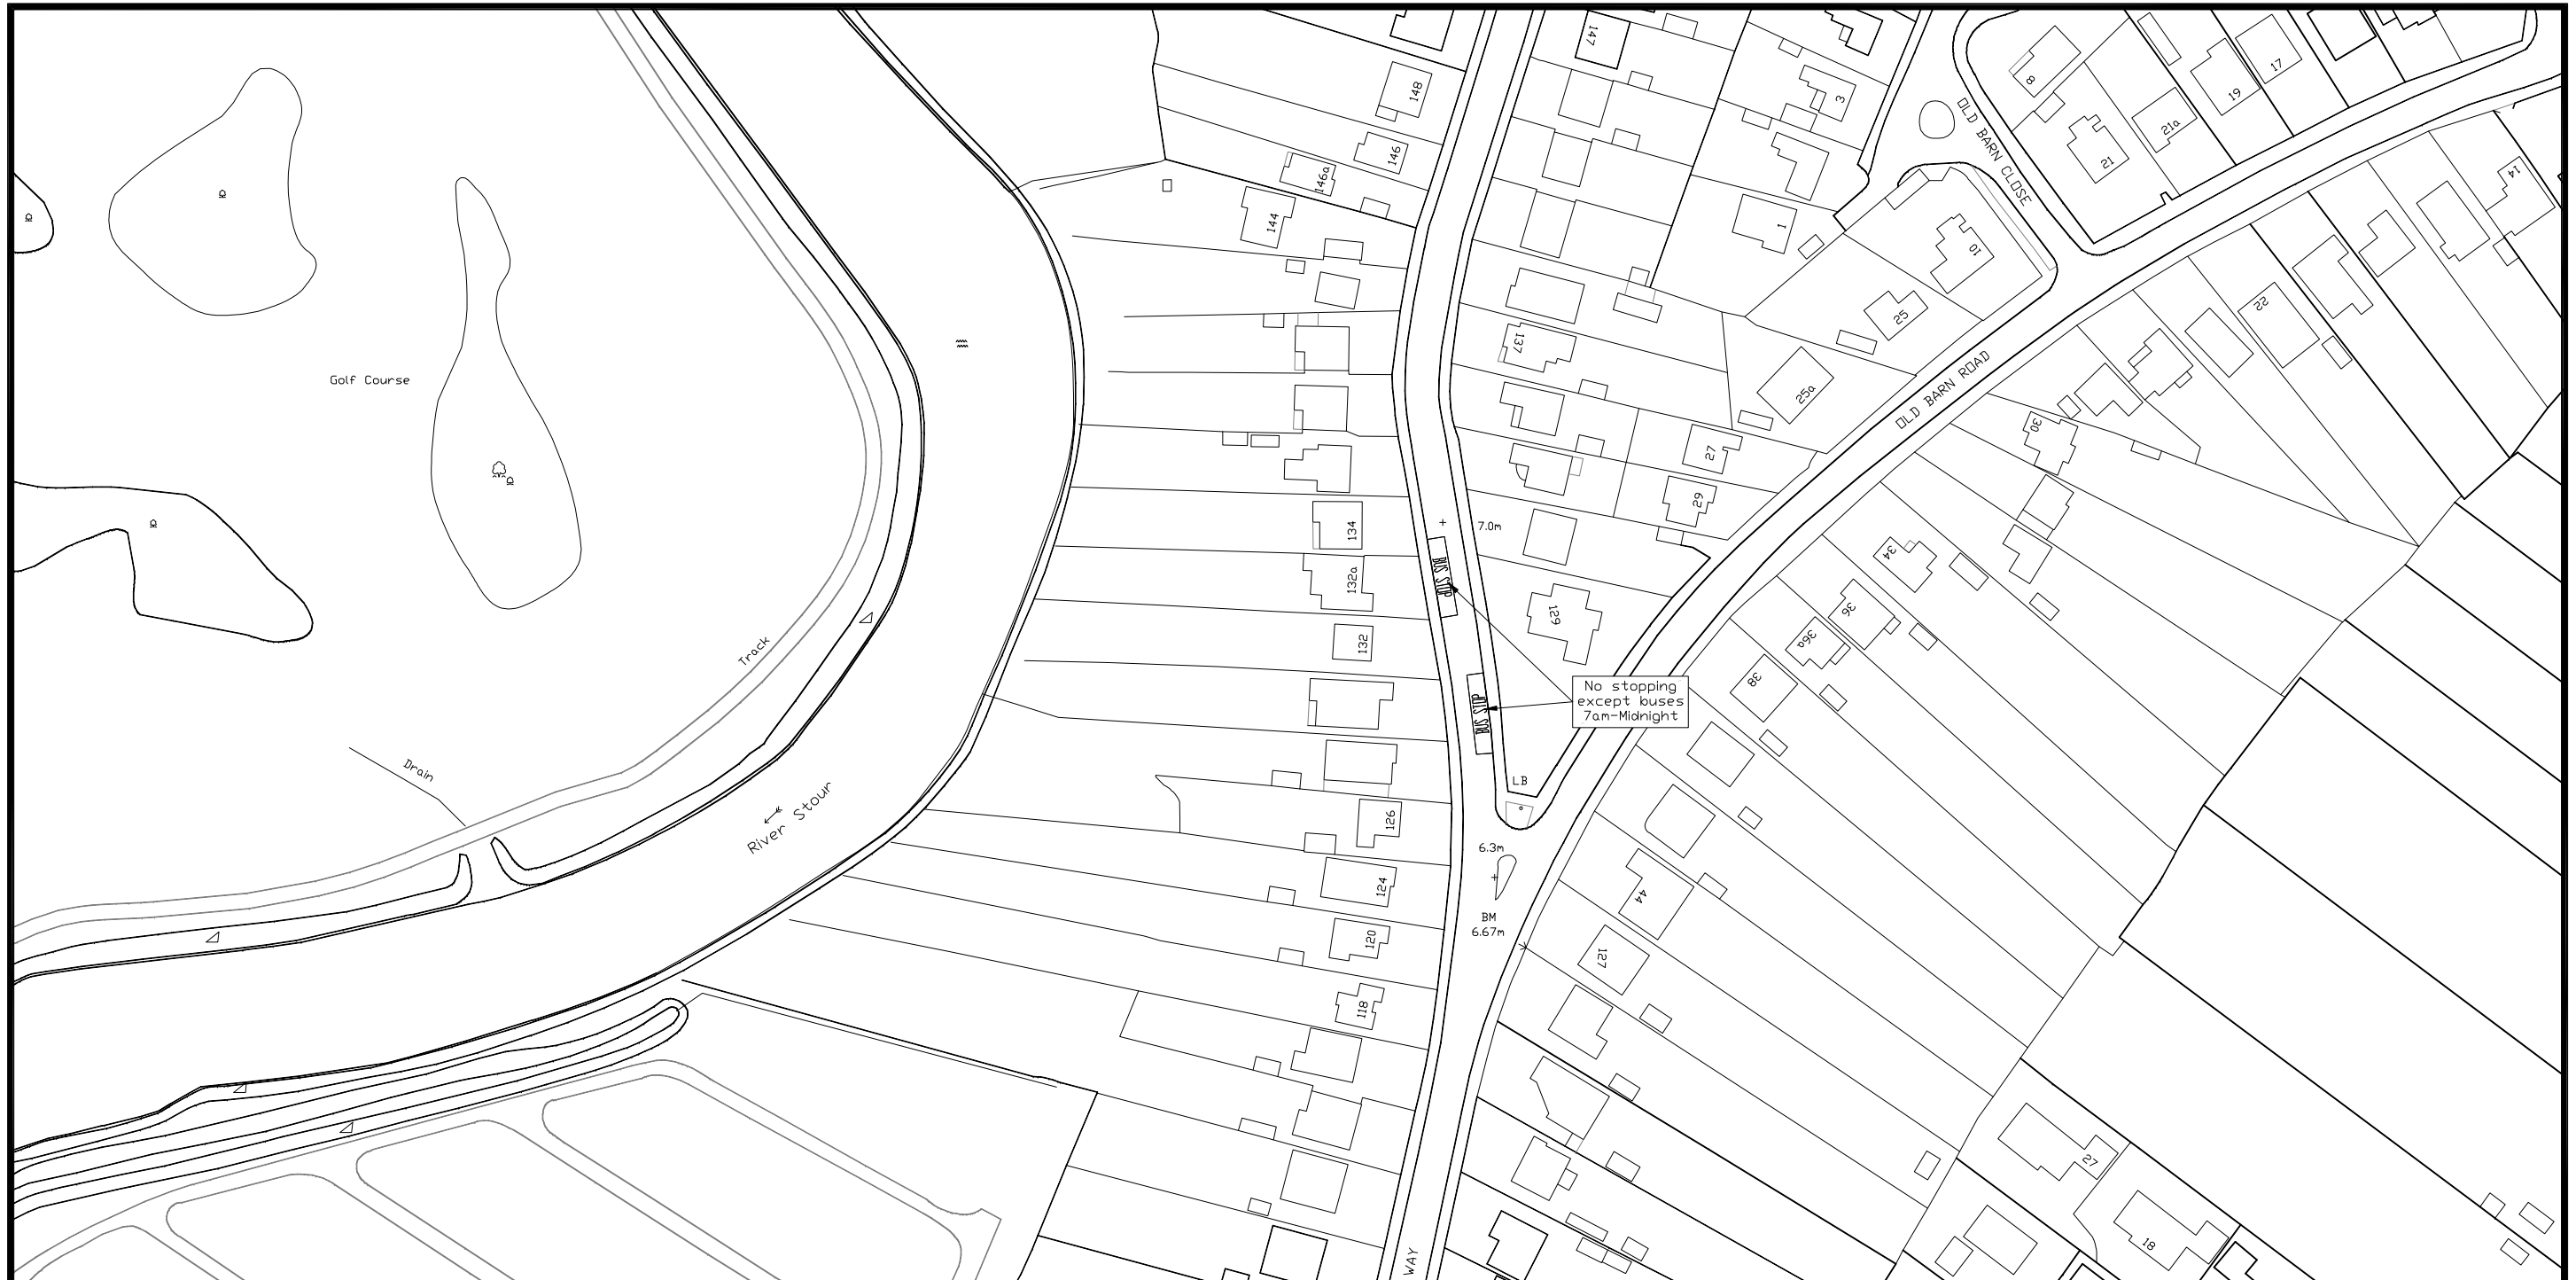 147
148
146
146a
144
3
1
8
17
19
21a
21
14
OLD BARN CLOSE
10
25
25a
22
137
Golf Course
OLD BARN ROAD
27
29
30
134
7.0m
132a
BUS STOP
34
129
132
36
36a
38
Track
No stopping
except buses
7am-Midnight
BUS STOP
Drain
LB
River Stour
126
6.3m
124
44
BM
6.67m
120
127
118
27
18
WAY